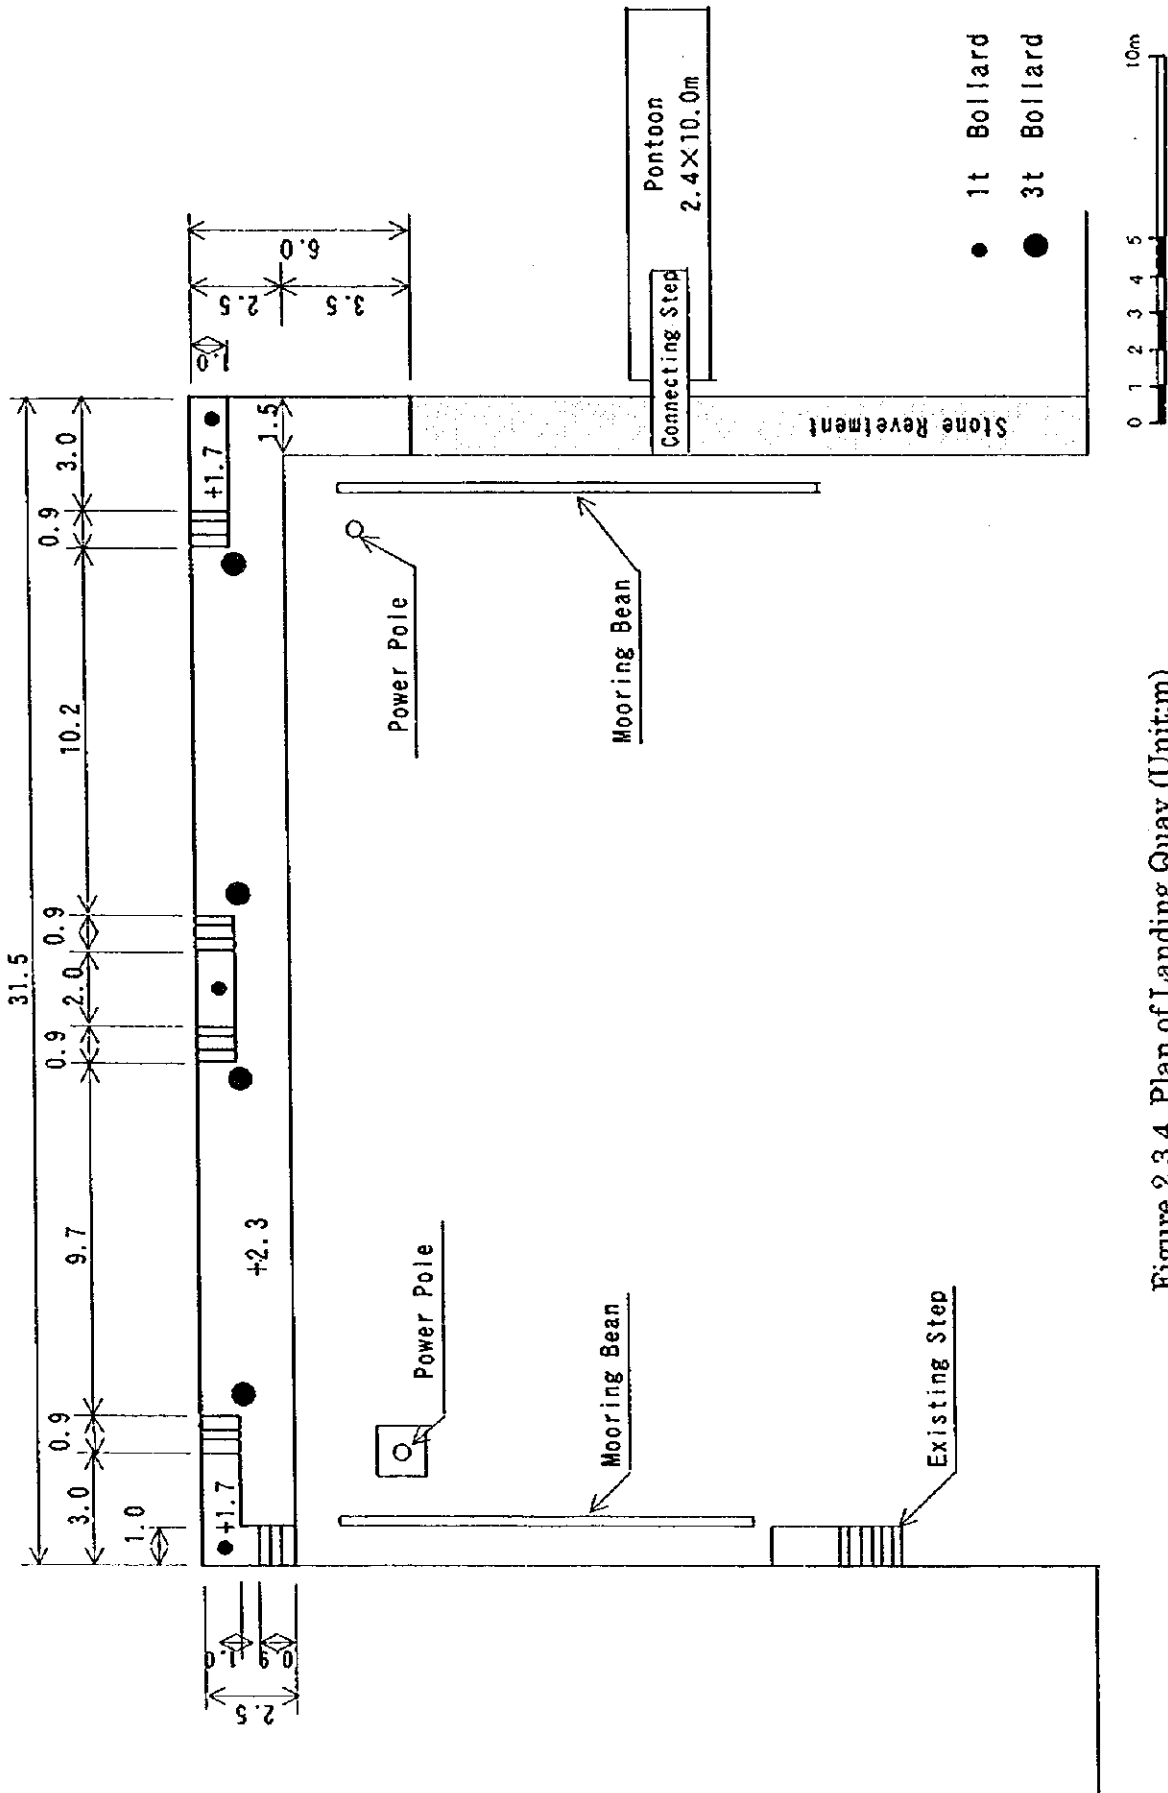 31.5
3.0
0.9
9.7
0.9
2.0
0.9
10.2
0.9
3.0
1.0
1.0
0.9
2.5
1.0
2.5
3.5
6.0
1.5
+1.7
+2.3
+1.7
Power Pole
Power Pole
Mooring Bean
Mooring Bean
Existing Step
Connecting Step
Stone Revetment
Pontoon
2.4×10.0m
1t Bollard
3t Bollard
0 1 2 3 4 5 10m
Figure 2.3.4 Plan of Landing Quay (Unit:m)